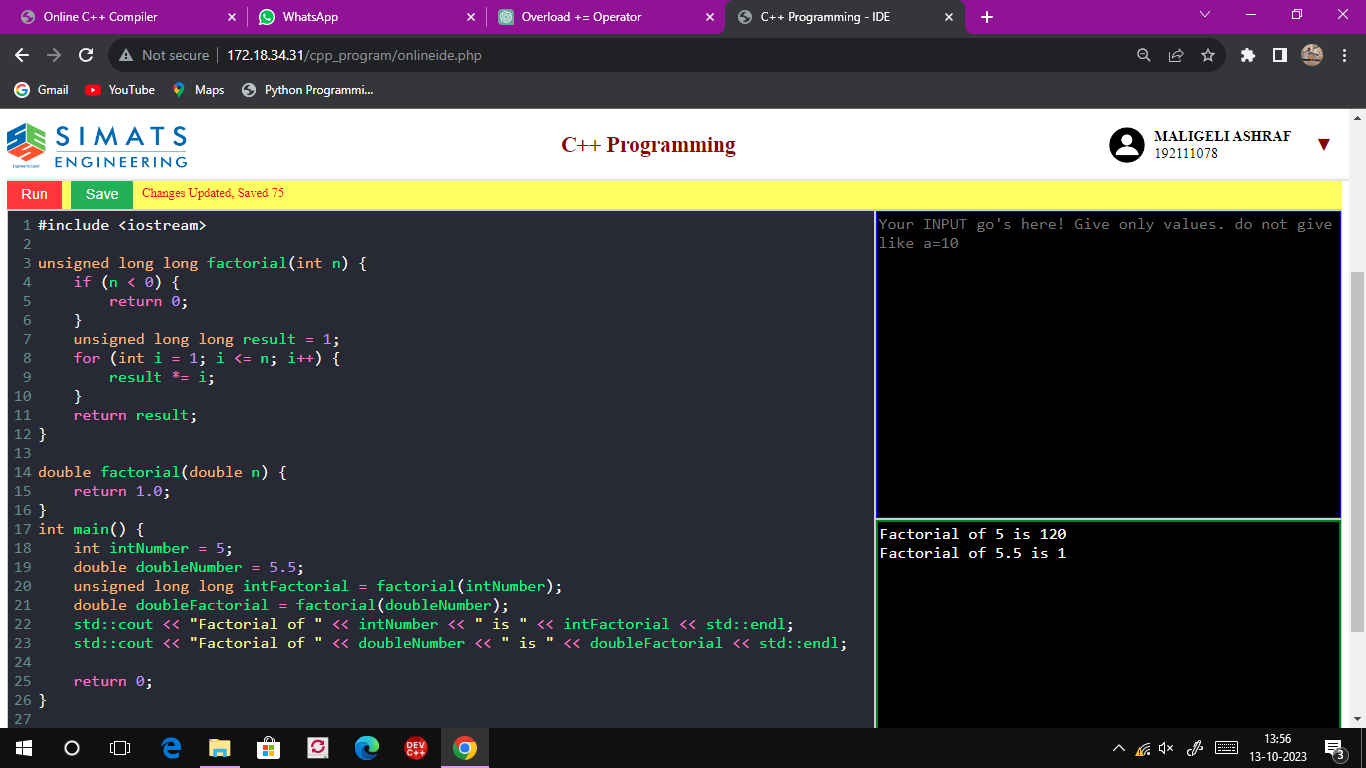 Online C++ Compiler
WhatsApp
Overload += Operator
C++ Programming - IDE
Not secure
172.18.34.31/cpp_program/onlineide.php
Gmail
YouTube
Maps
Python Programmi...
SIMATS
ENGINEERING
C++ Programming
MALIGELI ASHRAF
192111078
Run
Save
Changes Updated, Saved 75
1 #include <iostream>
2
3 unsigned long long factorial(int n) {
4     if (n < 0) {
5         return 0;
6     }
7     unsigned long long result = 1;
8     for (int i = 1; i <= n; i++) {
9         result *= i;
10     }
11     return result;
12 }
13
14 double factorial(double n) {
15     return 1.0;
16 }
17 int main() {
18     int intNumber = 5;
19     double doubleNumber = 5.5;
20     unsigned long long intFactorial = factorial(intNumber);
21     double doubleFactorial = factorial(doubleNumber);
22     std::cout << "Factorial of " << intNumber << " is " << intFactorial << std::endl;
23     std::cout << "Factorial of " << doubleNumber << " is " << doubleFactorial << std::endl;
24
25     return 0;
26 }
27
Your INPUT go's here! Give only values. do not give
like a=10
Factorial of 5 is 120
Factorial of 5.5 is 1
DEV
C++
13:56
13-10-2023
3